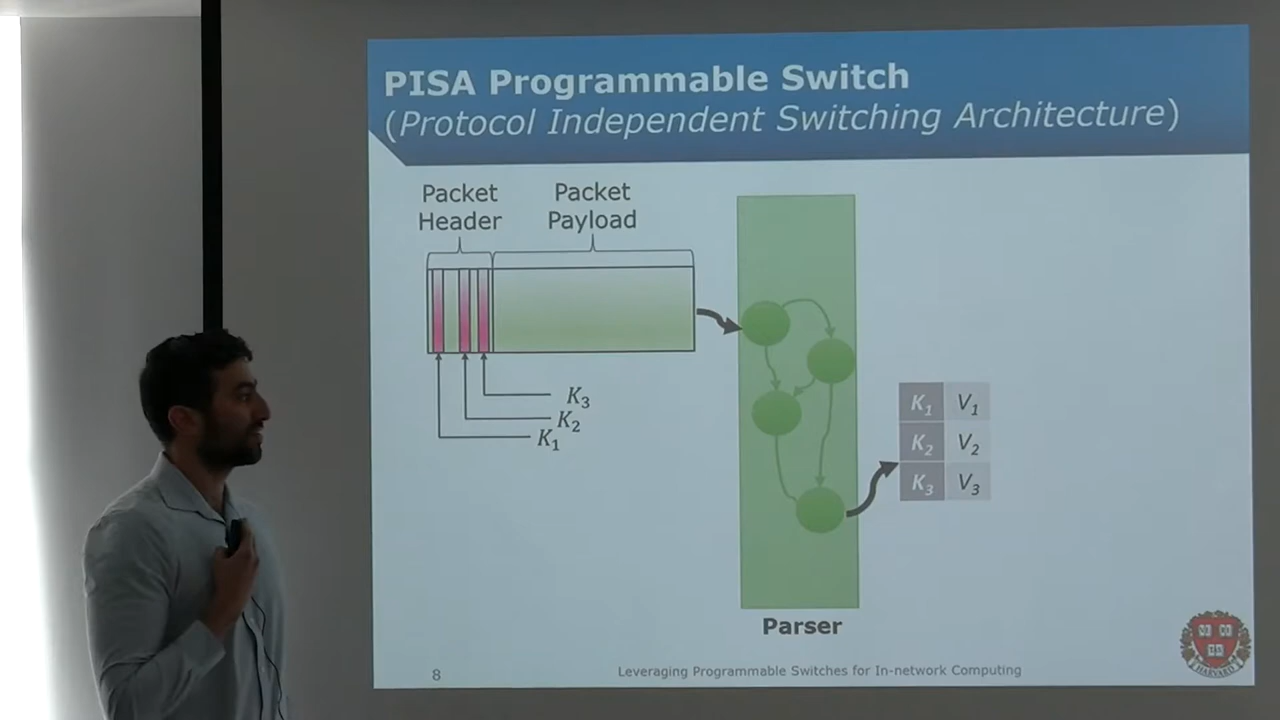 PISA Programmable Switch
(Protocol Independent Switching Architecture)
Packet
Header
Packet
Payload
K3
K2
K1
K1 V1
K2 V2
K3 V3
Parser
8
Leveraging Programmable Switches for In-network Computing
HARVARD